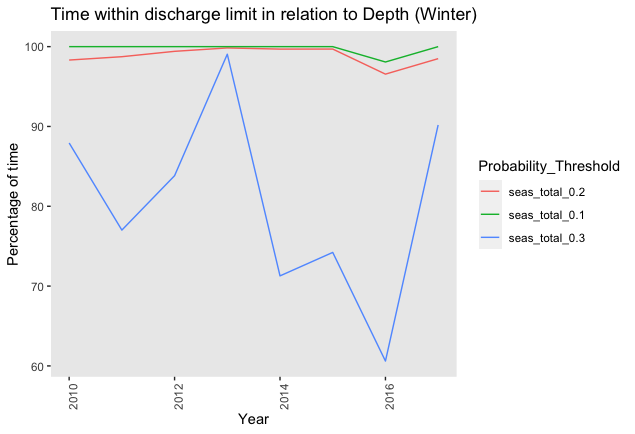 Time within discharge limit in relation to Depth (Winter)
Percentage of time
100
90
80
70
60
2010
2012
2014
2016
Year
Probability_Threshold
seas_total_0.2
seas_total_0.1
seas_total_0.3